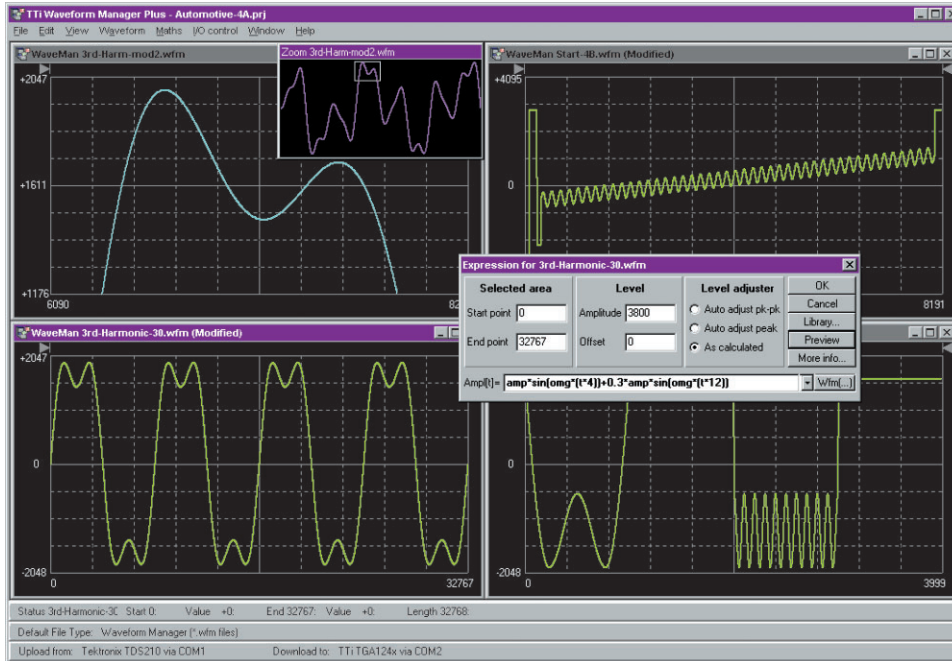 TTi Waveform Manager Plus - Automotive-4A.prj
File Edit View Waveform Maths I/O control Window Help
WaveMan 3rd-Harm-mod2.wfm
+2047
+1611
+1176
6090
Zoom 3rd-Harm-mod2.wfm
WaveMan Start-4B.wfm (Modified)
+4095
0
8191
Expression for 3rd-Harmonic-30.wfm
Selected area
Start point 0
End point 32767
Level
Amplitude 3800
Offset 0
Level adjuster
Auto adjust pk-pk
Auto adjust peak
As calculated
OK
Cancel
Library...
Preview
More info...
Ampl[t]= amp*sin(omg*(t*4))+0.3*amp*sin(omg*(t*12)) Wfm(...)
WaveMan 3rd-Harmonic-30.wfm (Modified)
+2047
0
-2048
0 32767
0
-2048
0 3999
Status 3rd-Harmonic-30 Start 0: Value +0: End 32767: Value +0: Length 32768:
Default File Type: Waveform Manager (*.wfm files)
Upload from: Tektronix TDS210 via COM1 Download to: TTi TGA124x via COM2